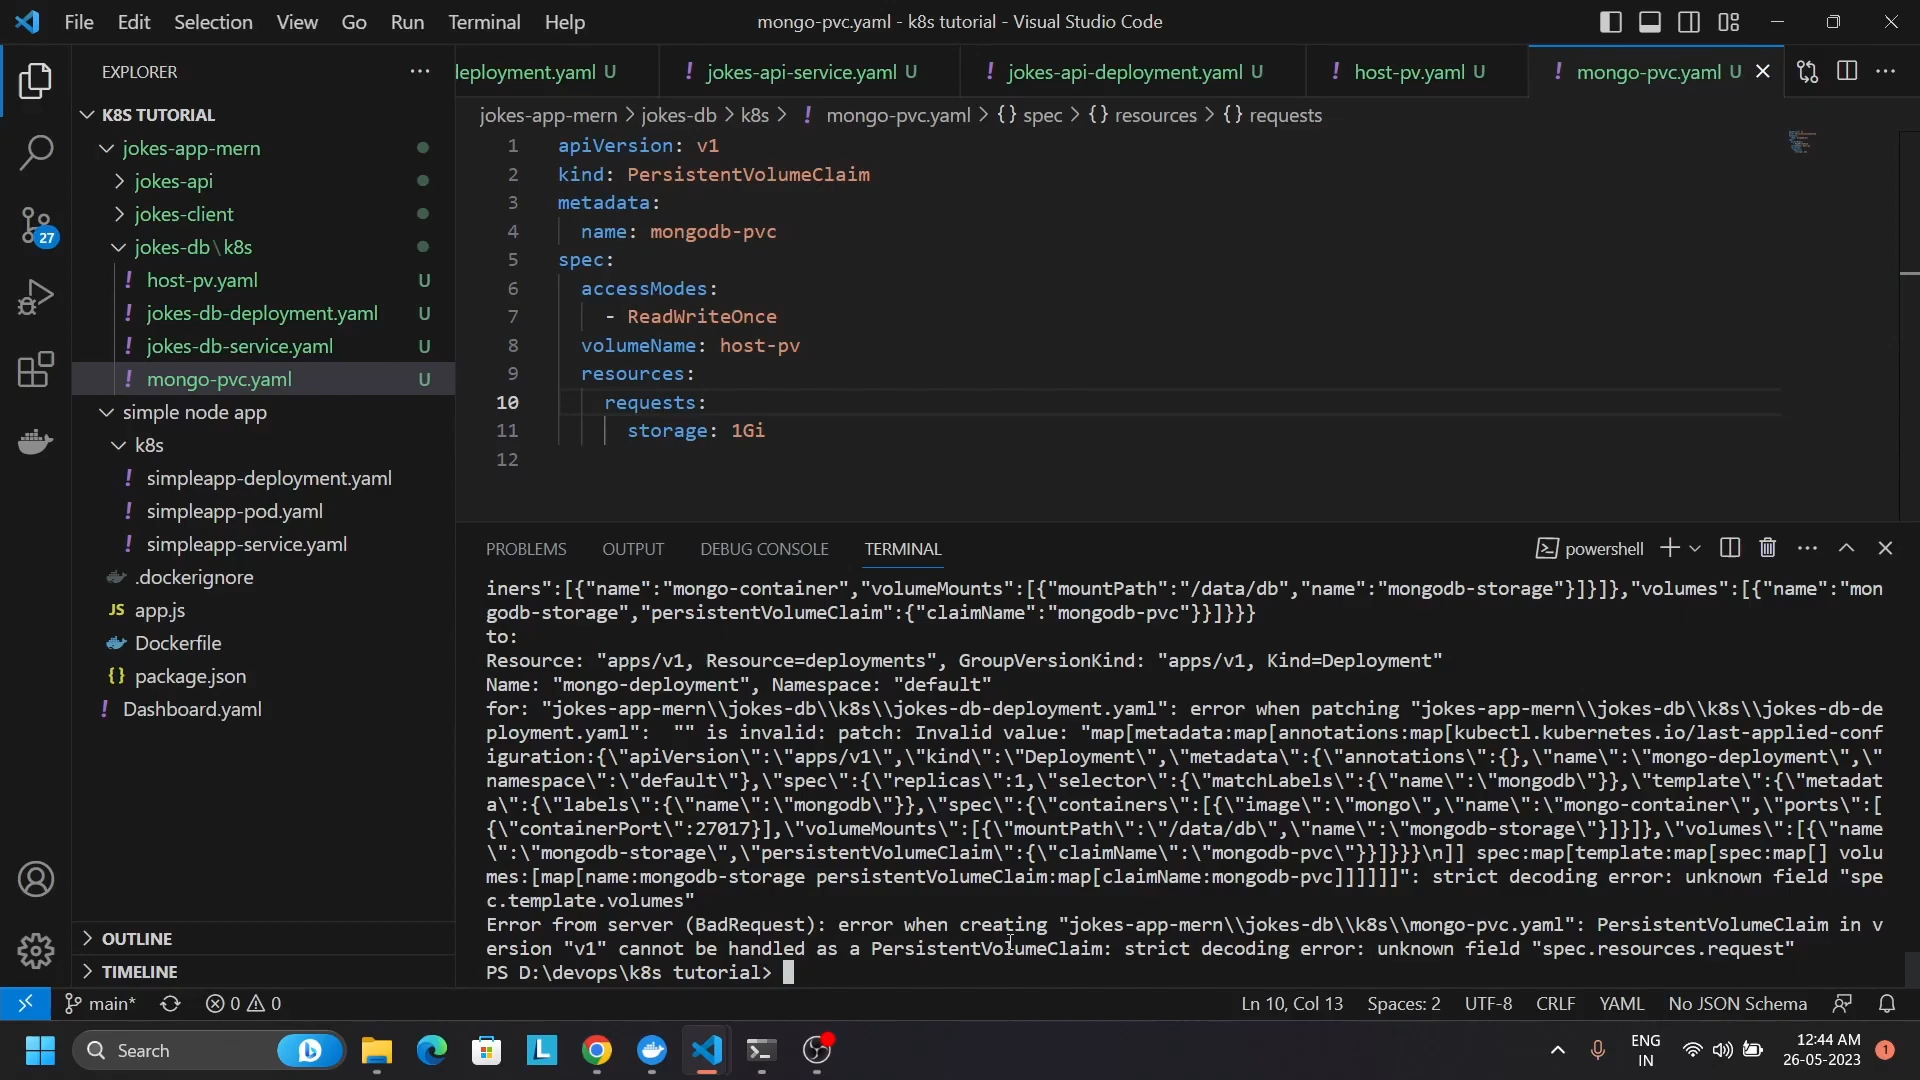 File Edit Selection View Go Run Terminal Help mongo-pvc.yaml - k8s tutorial - Visual Studio Code
EXPLORER
leployment.yaml U
! jokes-api-service.yaml U
! jokes-api-deployment.yaml U
! host-pv.yaml U
! mongo-pvc.yaml U
K8S TUTORIAL
jokes-app-mern
jokes-api
jokes-client
jokes-db\k8s
! host-pv.yaml U
! jokes-db-deployment.yaml U
! jokes-db-service.yaml U
! mongo-pvc.yaml U
simple node app
k8s
! simpleapp-deployment.yaml
! simpleapp-pod.yaml
! simpleapp-service.yaml
.dockerignore
JS app.js
Dockerfile
{} package.json
! Dashboard.yaml
OUTLINE
TIMELINE
27
jokes-app-mern > jokes-db > k8s > ! mongo-pvc.yaml > {} spec > {} resources > {} requests
1 apiVersion: v1
2 kind: PersistentVolumeClaim
3 metadata:
4 name: mongodb-pvc
5 spec:
6 accessModes:
7 - ReadWriteOnce
8 volumeName: host-pv
9 resources:
10 requests:
11 storage: 1Gi
12
PROBLEMS OUTPUT DEBUG CONSOLE TERMINAL powershell
iners":[{"name":"mongo-container","volumeMounts":[{"mountPath":"/data/db","name":"mongodb-storage"}]}]},"volumes":[{"name":"mon
godb-storage","persistentVolumeClaim":{"claimName":"mongodb-pvc"}}]}}}
to:
Resource: "apps/v1, Resource=deployments", GroupVersionKind: "apps/v1, Kind=Deployment"
Name: "mongo-deployment", Namespace: "default"
for: "jokes-app-mern\\jokes-db\\k8s\\jokes-db-deployment.yaml": error when patching "jokes-app-mern\\jokes-db\\k8s\\jokes-db-de
ployment.yaml":  "" is invalid: patch: Invalid value: "map[metadata:map[annotations:map[kubectl.kubernetes.io/last-applied-conf
iguration:{\"apiVersion\":\"apps/v1\",\"kind\":\"Deployment\",\"metadata\":{\"annotations\":{},\"name\":\"mongo-deployment\",\"
namespace\":\"default\"},\"spec\":{\"replicas\":1,\"selector\":{\"matchLabels\":{\"name\":\"mongodb\"}},\"template\":{\"metadat
a\":{\"labels\":{\"name\":\"mongodb\"}},\"spec\":{\"containers\":[{\"image\":\"mongo\",\"name\":\"mongo-container\",\"ports\":[
{\"containerPort\":27017}],\"volumeMounts\":[{\"mountPath\":\"/data/db\",\"name\":\"mongodb-storage\"}]}]},\"volumes\":[{\"name
\":\"mongodb-storage\",\"persistentVolumeClaim\":{\"claimName\":\"mongodb-pvc\"}}]}}}\n]] spec:map[template:map[spec:map[] volu
mes:[map[name:mongodb-storage persistentVolumeClaim:map[claimName:mongodb-pvc]]]]]]": strict decoding error: unknown field "spe
c.template.volumes"
Error from server (BadRequest): error when creating "jokes-app-mern\\jokes-db\\k8s\\mongo-pvc.yaml": PersistentVolumeClaim in v
ersion "v1" cannot be handled as a PersistentVolumeClaim: strict decoding error: unknown field "spec.resources.request"
PS D:\devops\k8s tutorial>
main* 0 0 Ln 10, Col 13 Spaces: 2 UTF-8 CRLF YAML No JSON Schema
Search L
ENG
IN
12:44 AM
26-05-2023
1